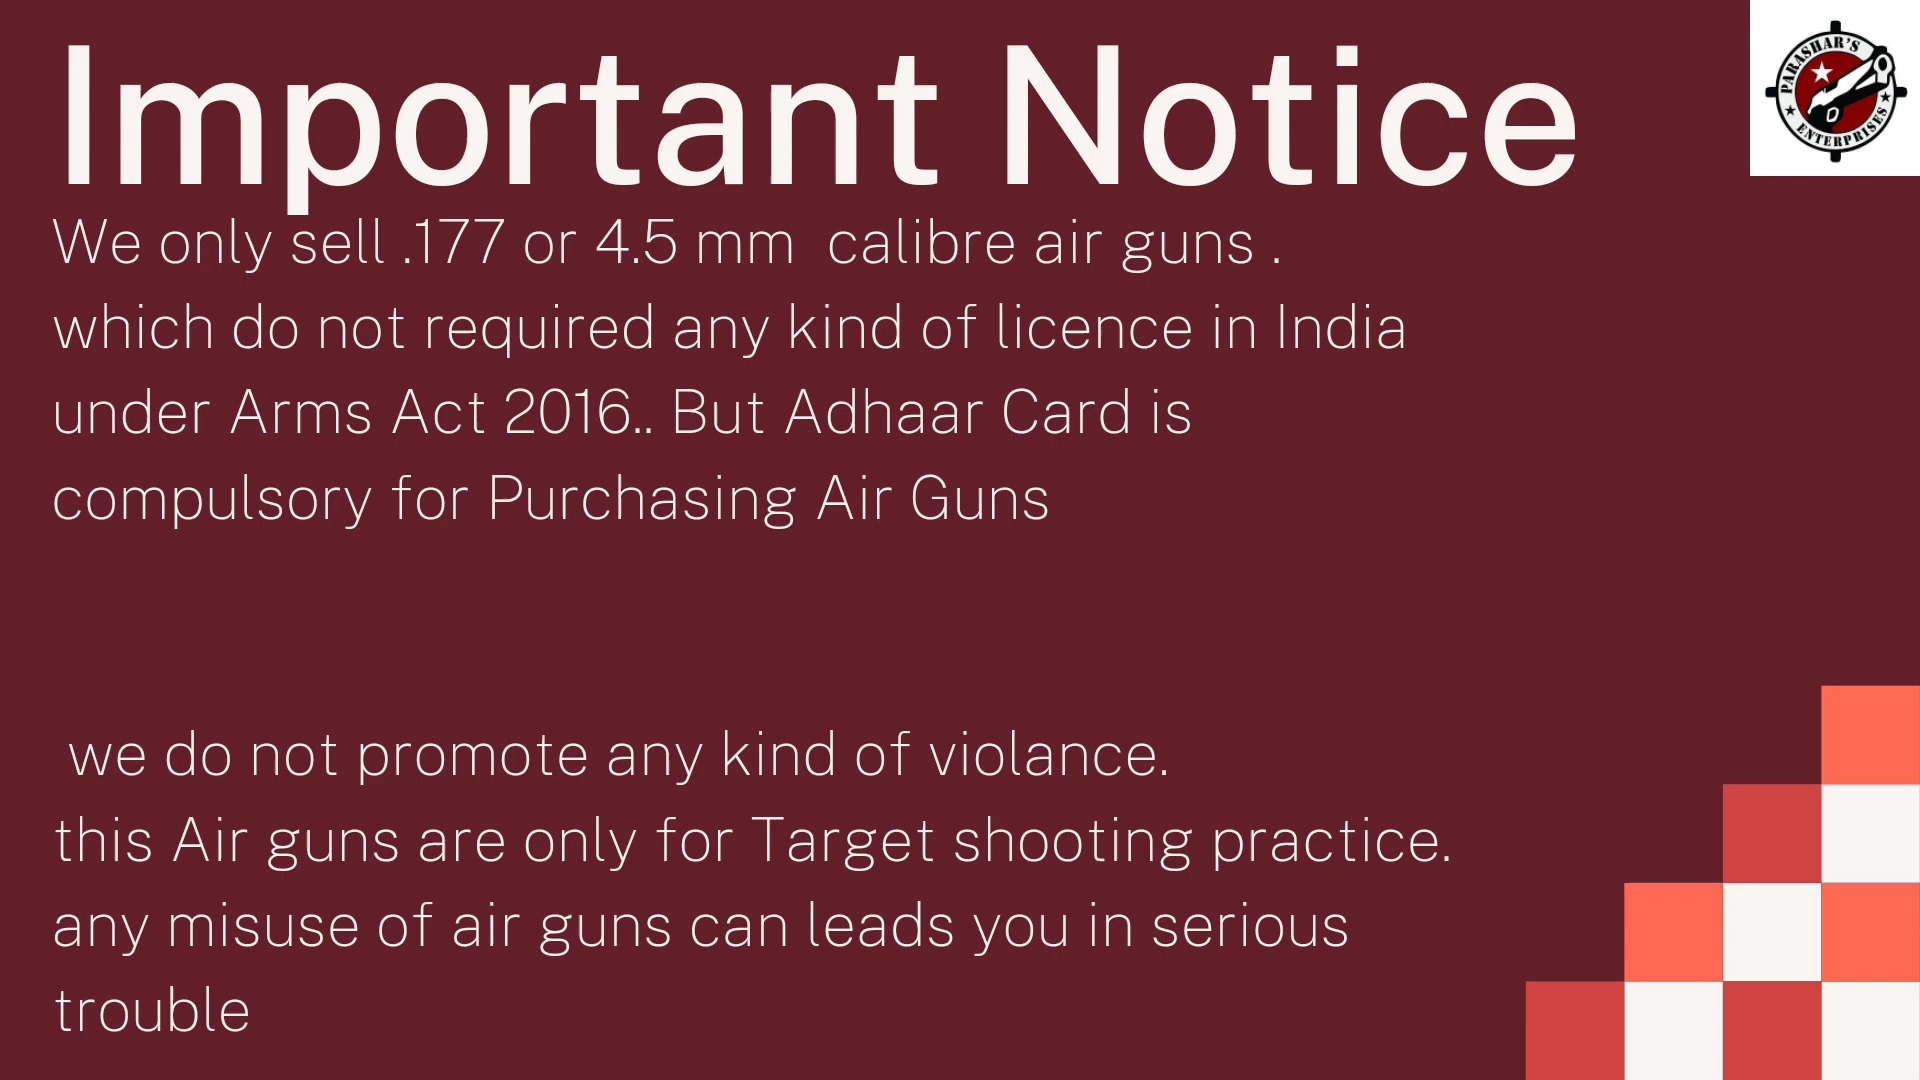 Important Notice
PARASHAR'S
ENTERPRISES
We only sell .177 or 4.5 mm  calibre air guns .
which do not required any kind of licence in India
under Arms Act 2016.. But Adhaar Card is
compulsory for Purchasing Air Guns
we do not promote any kind of violance.
this Air guns are only for Target shooting practice.
any misuse of air guns can leads you in serious
trouble